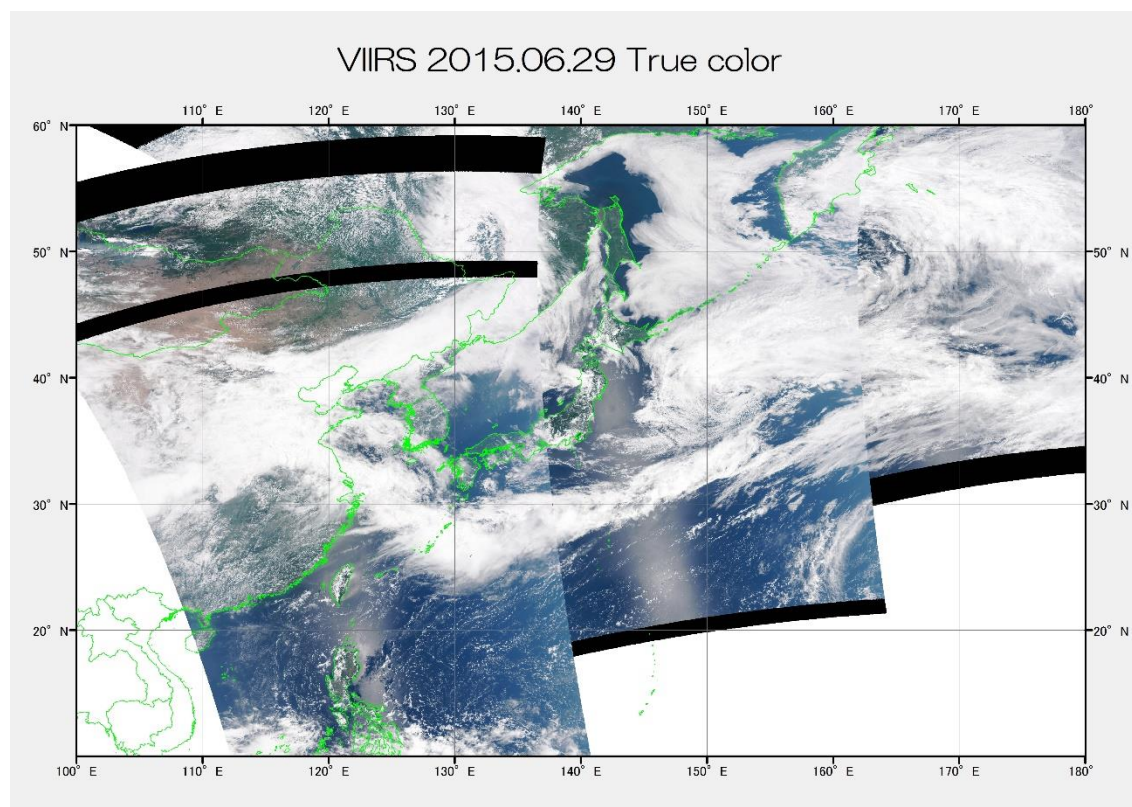 VIIRS 2015.06.29 True color
110° E 120° E 130° E 140° E 150° E 160° E 170° E 180°
60° N 60° N
50° N 50° N
40° N 40° N
30° N 30° N
20° N 20° N
100° E 110° E 120° E 130° E 140° E 150° E 160° E 170° E 180°